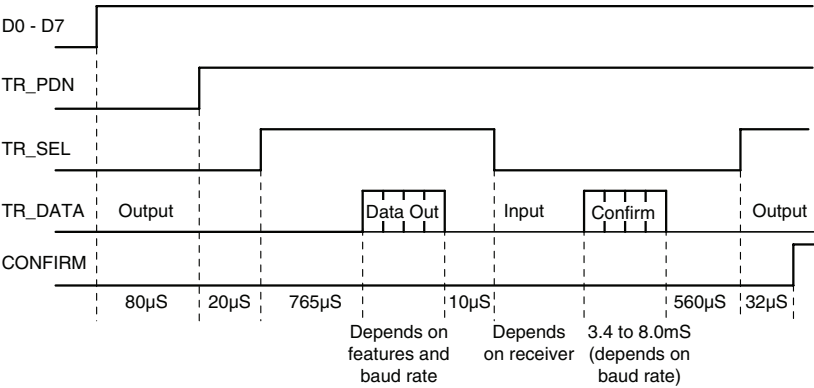 D0 - D7
TR_PDN
TR_SEL
TR_DATA Output Data Out Input Confirm Output
CONFIRM
80µS 20µS 765µS 10µS 560µS 32µS
Depends on features and baud rate
Depends on receiver
3.4 to 8.0mS (depends on baud rate)